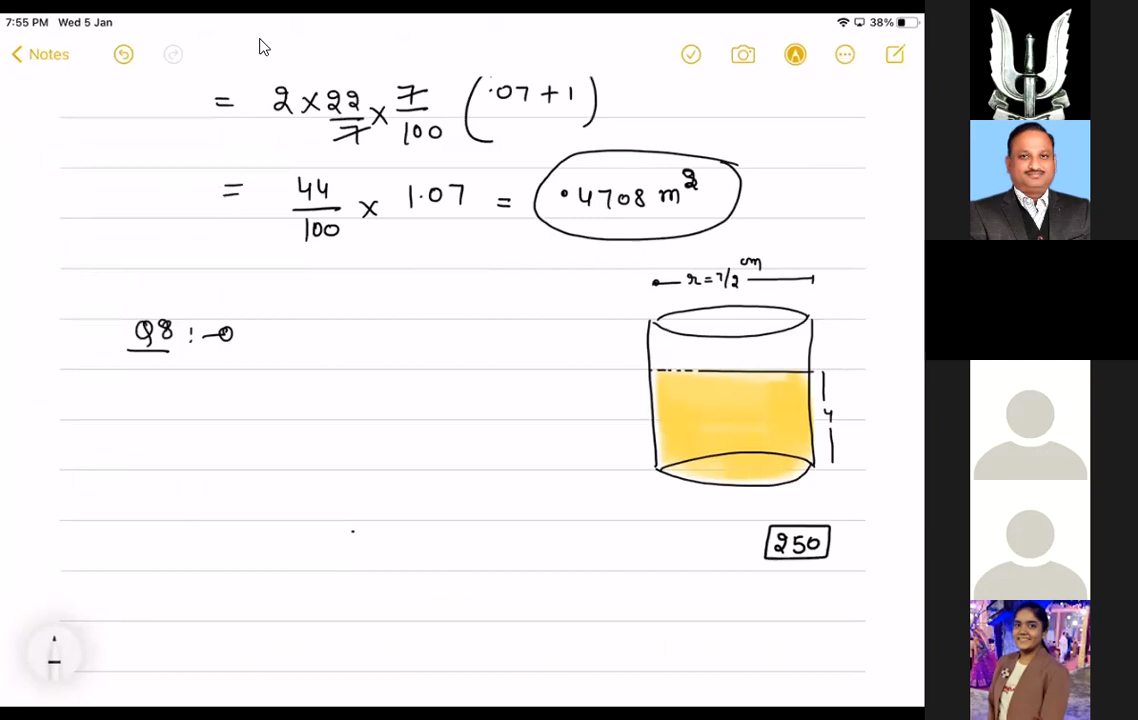 7:55 PM Wed 5 Jan
38%
Notes
= 2 × 22/7 × 7/100 (.07 + 1)
= 44/100 × 1.07 = .4708 m²
r = 7/2 cm
Q8 :-
4
250